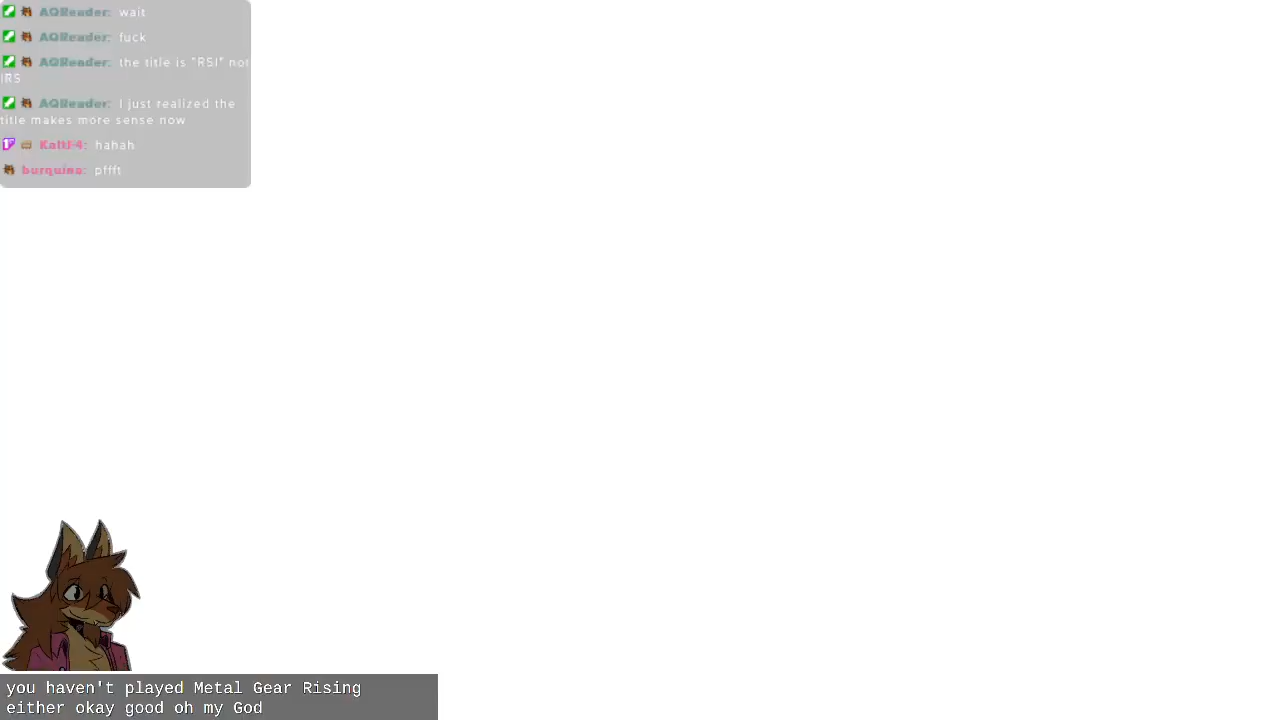 AQReader: wait
AQReader: fuck
AQReader: the title is "RSI" not
IRS
AQReader: I just realized the
title makes more sense now
KaltF4: hahah
burquina: pffft
you haven't played Metal Gear Rising
either okay good oh my God